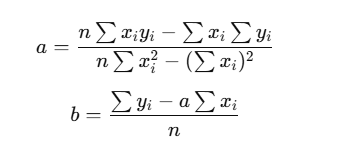 a = \frac{n \sum x_i y_i - \sum x_i \sum y_i}{n \sum x_i^2 - (\sum x_i)^2}
b = \frac{\sum y_i - a \sum x_i}{n}